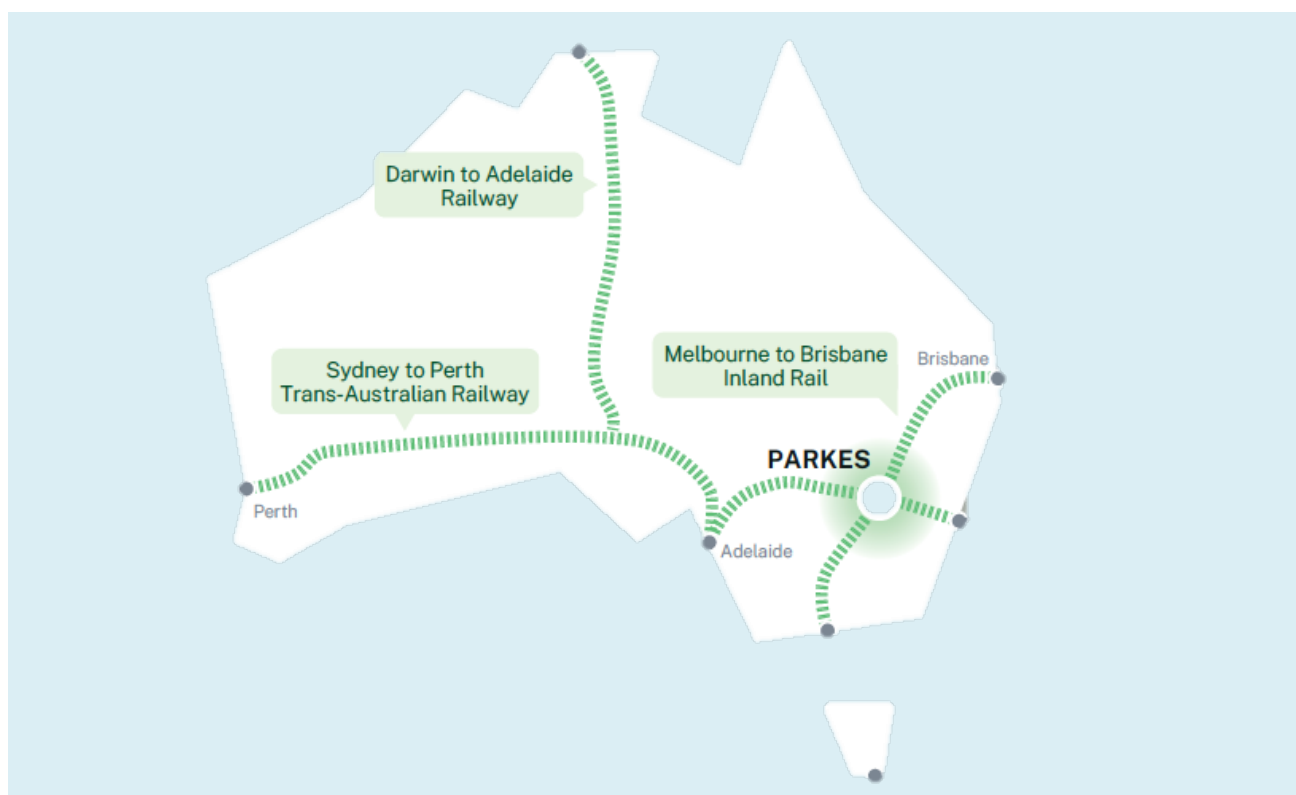 Darwin to Adelaide
Railway
Sydney to Perth
Trans-Australian Railway
Melbourne to Brisbane
Inland Rail
Brisbane
PARKES
Perth
Adelaide